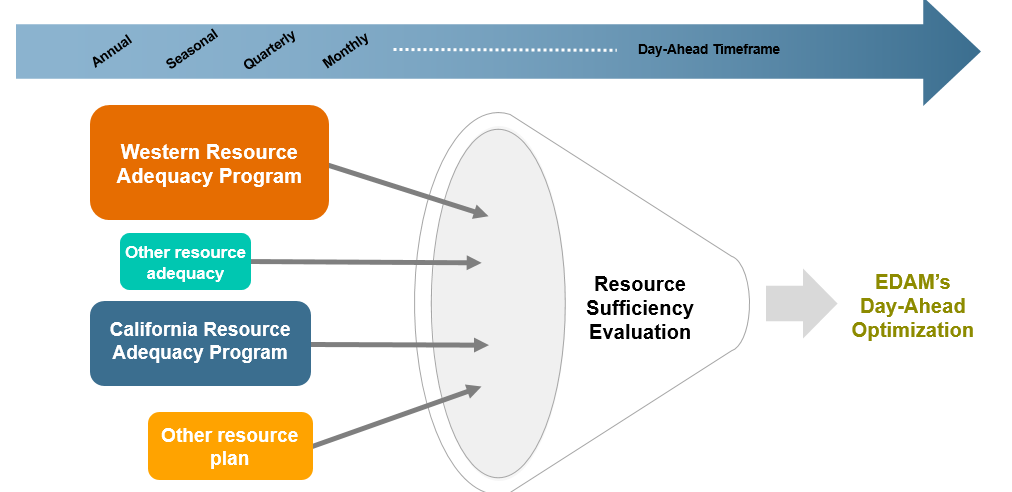 Annual
Seasonal
Quarterly
Monthly
Day-Ahead Timeframe
Western Resource
Adequacy Program
Other resource
adequacy
California Resource
Adequacy Program
Other resource
plan
Resource
Sufficiency
Evaluation
EDAM's
Day-Ahead
Optimization